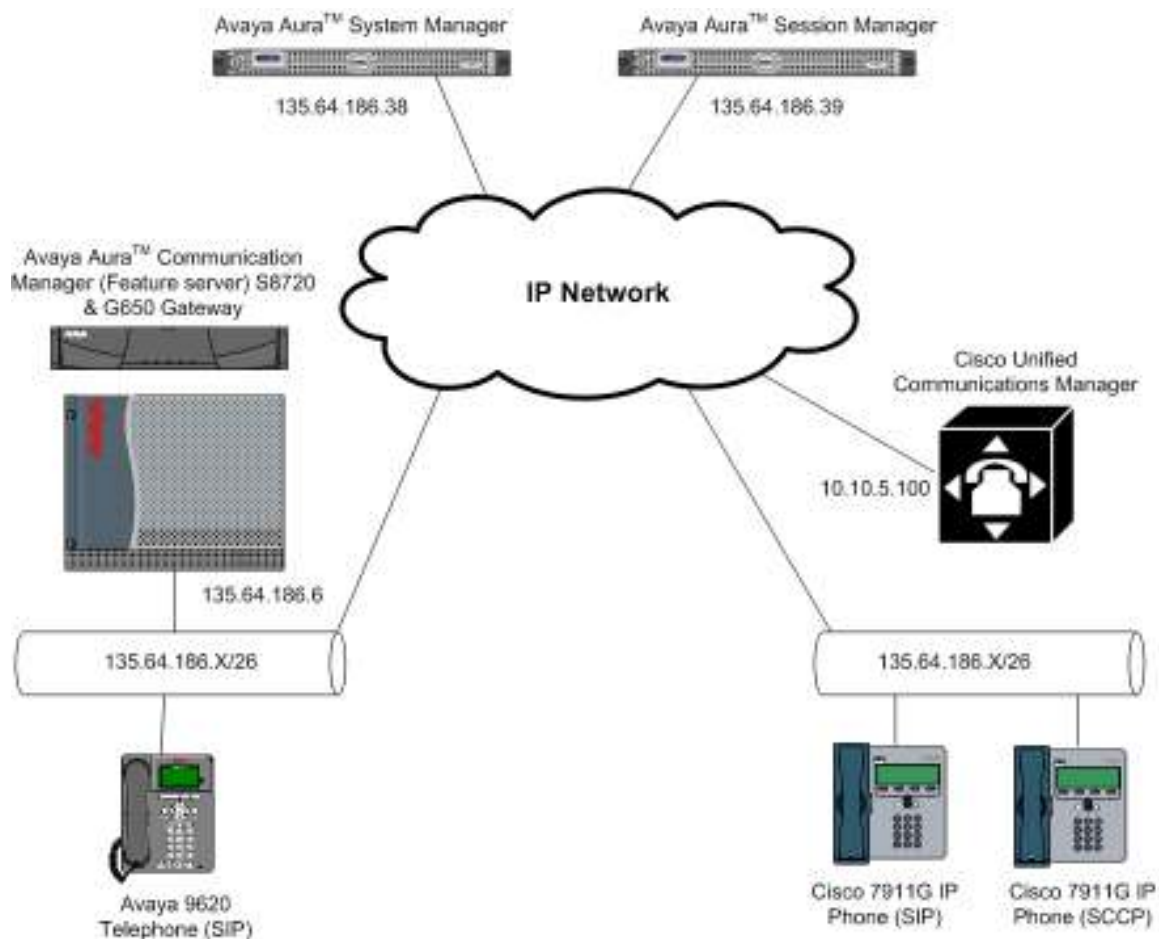 Avaya Aura™ System Manager
Avaya Aura™ Session Manager
135.64.186.38
135.64.186.39
Avaya Aura™ Communication
Manager (Feature server) S8720
& G650 Gateway
IP Network
Cisco Unified
Communications Manager
10.10.5.100
135.64.186.6
135.64.186.X/26
135.64.186.X/26
Avaya 9620
Telephone (SIP)
Cisco 7911G IP
Phone (SIP)
Cisco 7911G IP
Phone (SCCP)